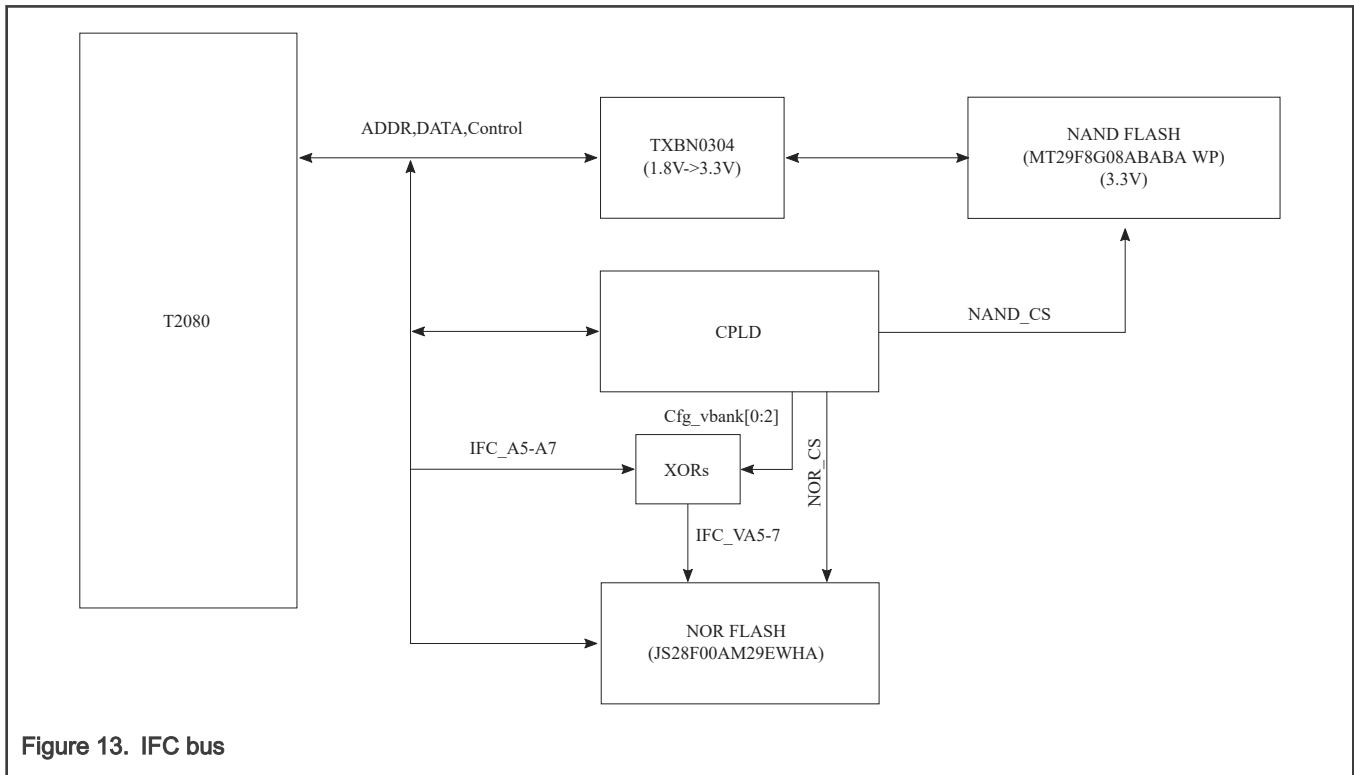 ADDR,DATA,Control
TXBN0304
(1.8V->3.3V)
NAND FLASH
(MT29F8G08ABABA WP)
(3.3V)
T2080
CPLD
NAND_CS
Cfg_vbank[0:2]
IFC_A5-A7
XORs
NOR_CS
IFC_VA5-7
NOR FLASH
(JS28F00AM29EWHA)
Figure 13. IFC bus